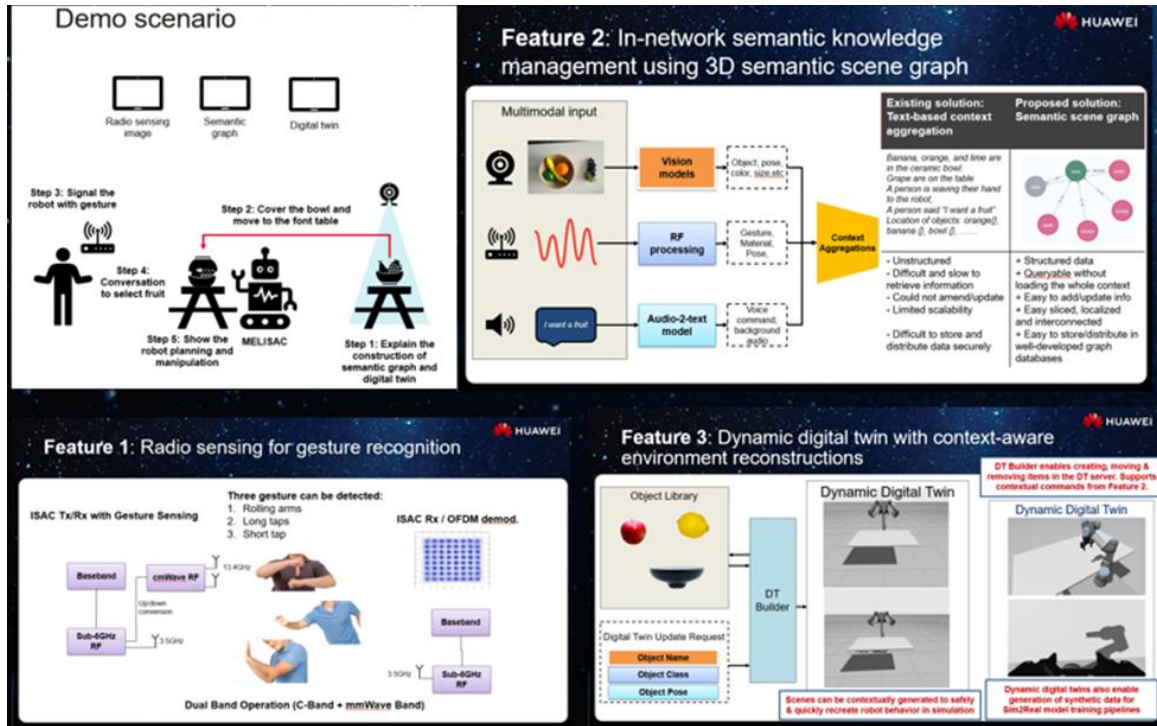 Demo scenario
Radio sensing
image
Semantic
graph
Digital twin
Step 3: Signal the
robot with gesture
Step 2: Cover the bowl and
move to the font table
Step 4:
Conversation
to select fruit
Step 5: Show the
robot planning and
manipulation
MELISAC
Step 1: Explain the
construction of
semantic graph and
digital twin
HUAWEI
Feature 2: In-network semantic knowledge
management using 3D semantic scene graph
Multimodal input
I want a fruit
Vision
models
RF
processing
Audio-2-text
model
Object, pose,
color, size.etc
Gesture,
Material,
Pose,
Voice
command,
background
audio
Context
Aggregations
Existing solution:
Text-based context
aggregation
Banana, orange, and lime are
in the ceramic bowl.
Grape are on the table.
A person is waving their hand
to the robot,
A person said "I want a fruit"
Location of objects: orange(),
banana (), bowl (), ......
- Unstructured
- Difficult and slow to
retrieve information
- Could not amend/update
- Limited scalability
- Difficult to store and
distribute data securely
Proposed solution:
Semantic scene graph
+ Structured data
+ Queryable without
loading the whole context
+ Easy to add/update info
+ Easy sliced, localized
and interconnected
+ Easy to store/distribute in
well-developed graph
databases
HUAWEI
Feature 1: Radio sensing for gesture recognition
Three gesture can be detected:
1. Rolling arms
2. Long taps
3. Short tap
ISAC Tx/Rx with Gesture Sensing
ISAC Rx / OFDM demod.
Baseband
cmWave RF
13.4GHz
Up/down
conversion
Sub-6GHz
RF
3.5GHz
Baseband
3.5GHz
Sub-6GHz
RF
Dual Band Operation (C-Band + mmWave Band)
HUAWEI
Feature 3: Dynamic digital twin with context-aware
environment reconstructions
DT Builder enables creating, moving &
removing items in the DT server. Supports
contextual commands from Feature 2.
Object Library
Digital Twin Update Request
Object Name
Object Class
Object Pose
DT
Builder
Dynamic Digital Twin
Dynamic Digital Twin
Scenes can be contextually generated to safely
& quickly recreate robot behavior in simulation
Dynamic digital twins also enable
generation of synthetic data for
Sim2Real model training pipelines